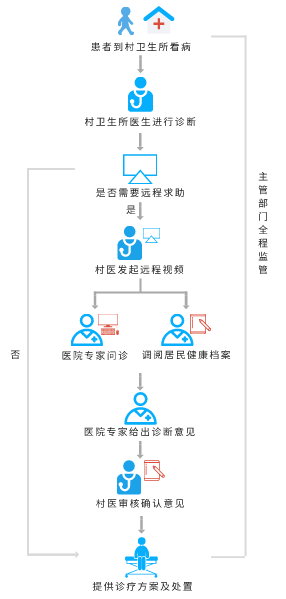 患者到村卫生所看病
村卫生所医生进行诊断
是否需要远程求助
是
村医发起远程视频
医院专家问诊
调阅居民健康档案
医院专家给出诊断意见
村医审核确认意见
提供诊疗方案及处置
否
主管部门全程监管